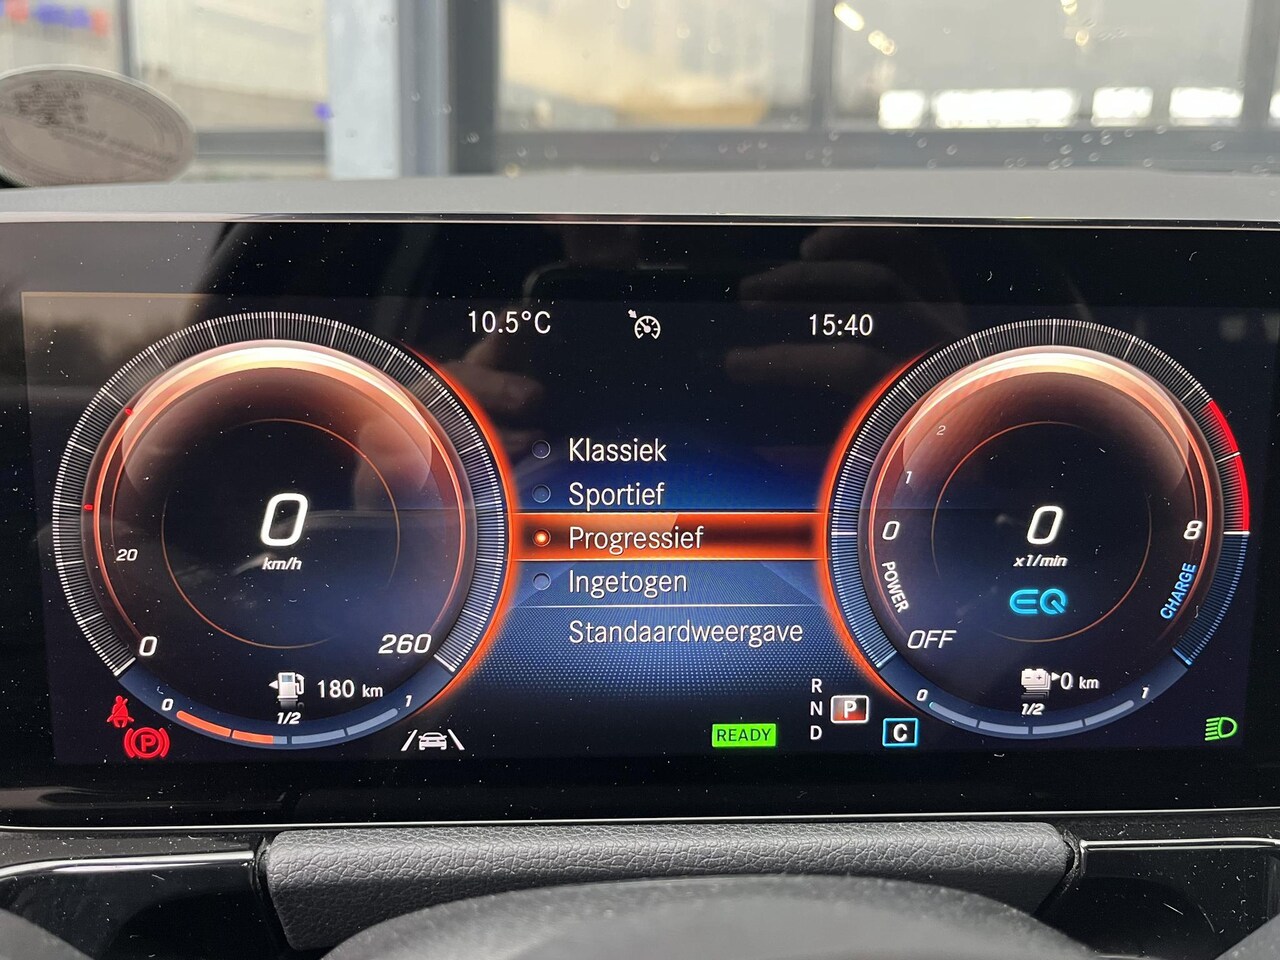 10.5°C
15:40
Klassiek
Sportief
Progressief
Ingetogen
Standaardweergave
0
km/h
20
0
260
180 km
0
1/2
1
2
1
0
0
x1/min
EQ
8
POWER
CHARGE
OFF
0 km
0
1/2
1
P
READY
R
N
P
D
C